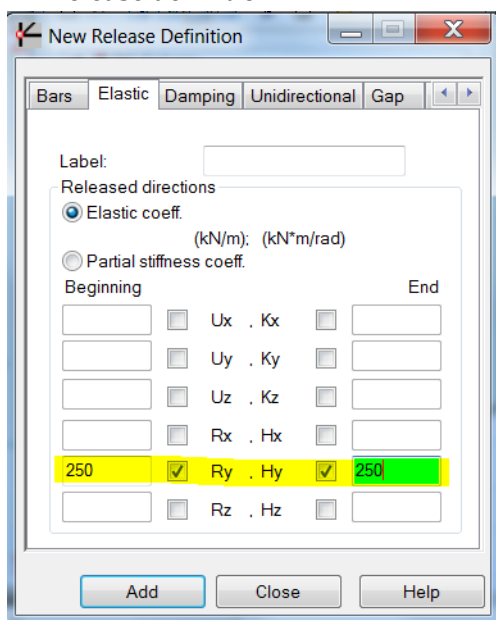 New Release Definition
Bars Elastic Damping Unidirectional Gap
Label:
Released directions
Elastic coeff.
(kN/m); (kN*m/rad)
Partial stiffness coeff.
Beginning End
Ux , Kx
Uy , Ky
Uz , Kz
Rx , Hx
250 Ry , Hy 250
Rz , Hz
Add Close Help